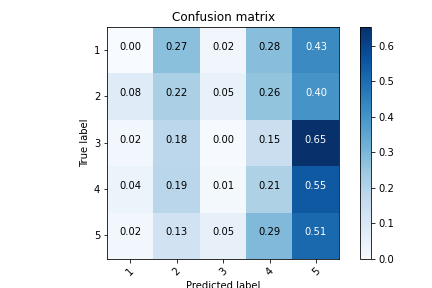 Confusion matrix
1 0.00 0.27 0.02 0.28 0.43
2 0.08 0.22 0.05 0.26 0.40
3 0.02 0.18 0.00 0.15 0.65
4 0.04 0.19 0.01 0.21 0.55
5 0.02 0.13 0.05 0.29 0.51
True label
1 2 3 4 5
Predicted label
0.6
0.5
0.4
0.3
0.2
0.1
0.0